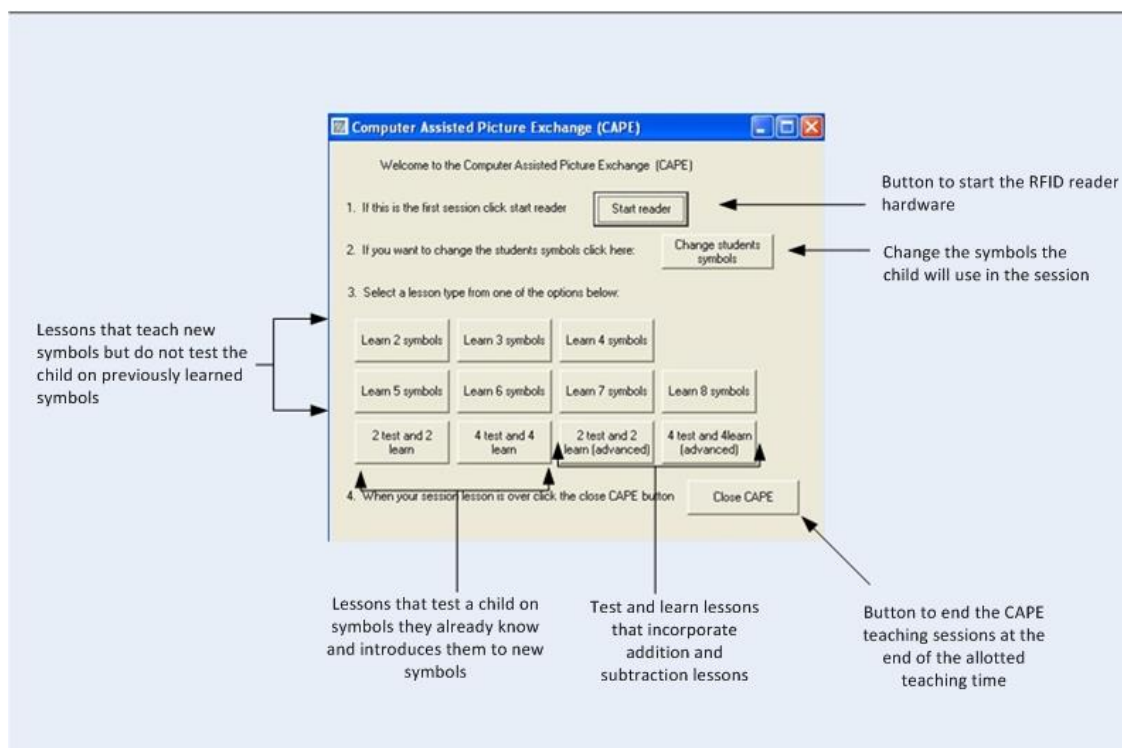 Computer Assisted Picture Exchange (CAPE)
Welcome to the Computer Assisted Picture Exchange (CAPE)
1. If this is the first session click start reader
Start reader
Button to start the RFID reader
hardware
2. If you want to change the students symbols click here:
Change students
symbols
Change the symbols the
child will use in the session
3. Select a lesson type from one of the options below:
Lessons that teach new
symbols but do not test the
child on previously learned
symbols
Learn 2 symbols
Learn 3 symbols
Learn 4 symbols
Learn 5 symbols
Learn 6 symbols
Learn 7 symbols
Learn 8 symbols
2 test and 2
learn
4 test and 4
learn
2 test and 2
learn (advanced)
4 test and 4learn
(advanced)
4. When your session lesson is over click the close CAPE button
Close CAPE
Lessons that test a child on
symbols they already know
and introduces them to new
symbols
Test and learn lessons
that incorporate
addition and
subtraction lessons
Button to end the CAPE
teaching sessions at the
end of the allotted
teaching time